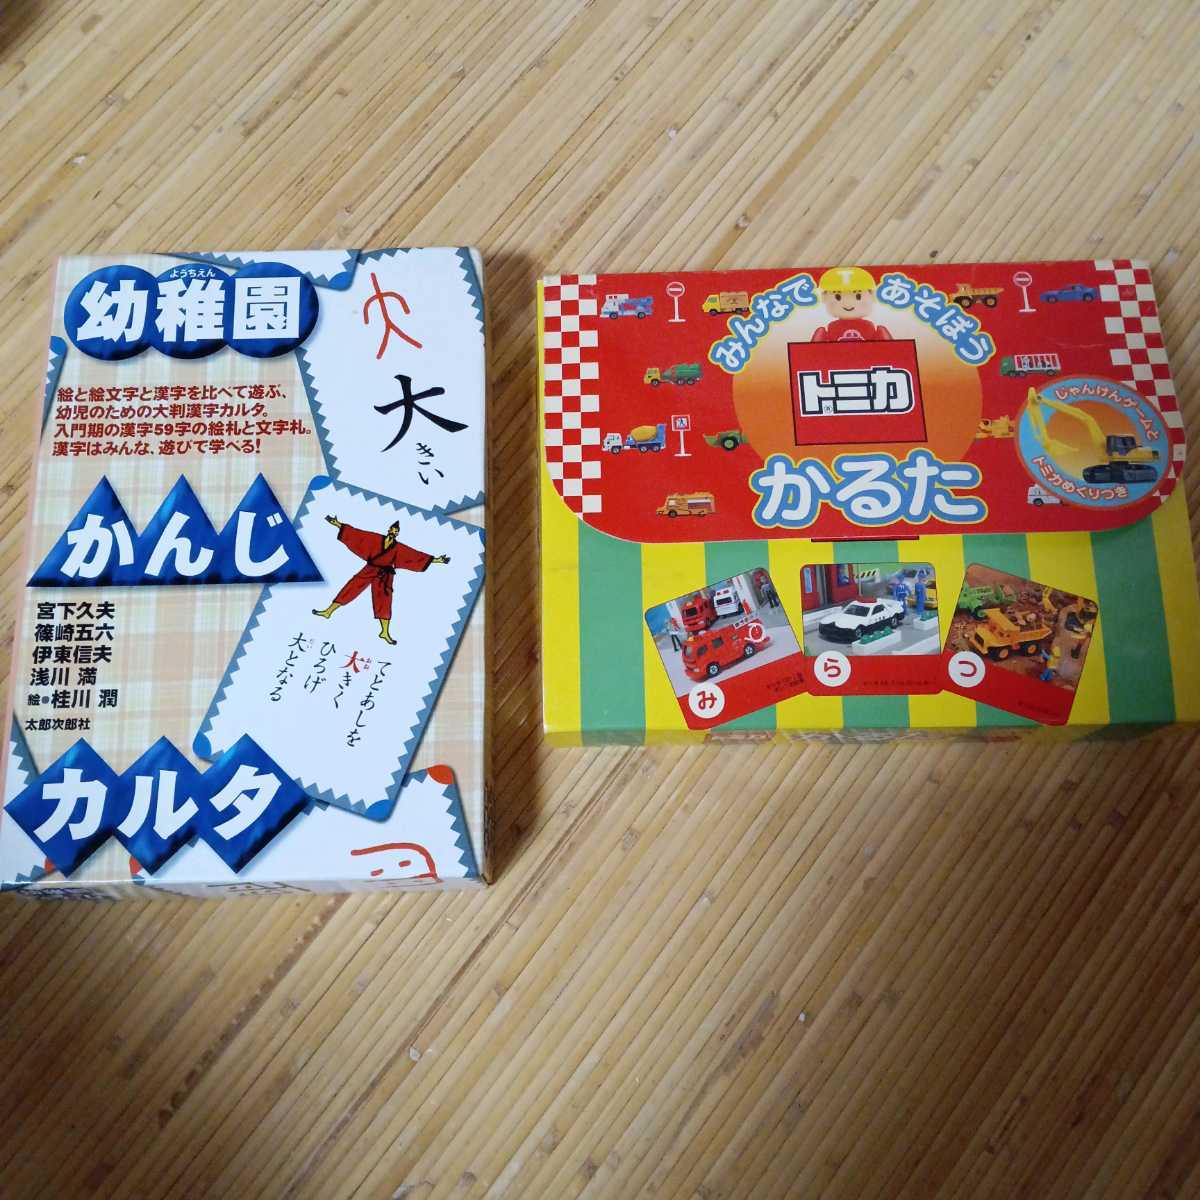 ようちえん
幼稚園
絵と絵文字と漢字を比べて遊ぶ、
幼児のための大判漢字カルタ。
入門期の漢字59字の絵札と文字札。
漢字はみんな、遊びで学べる!
かんじ
宮下久夫
篠崎五六
伊東信夫
浅川 満
絵●桂川 潤
太郎次郎社
カルタ
大きい
てとあしを
大きく
おお
ひろげ
大となる
だい
みんなで
あそぼう
T
トミカ
かるた
じゃんけんゲームと
トミカめくりつき
み
ら
つ